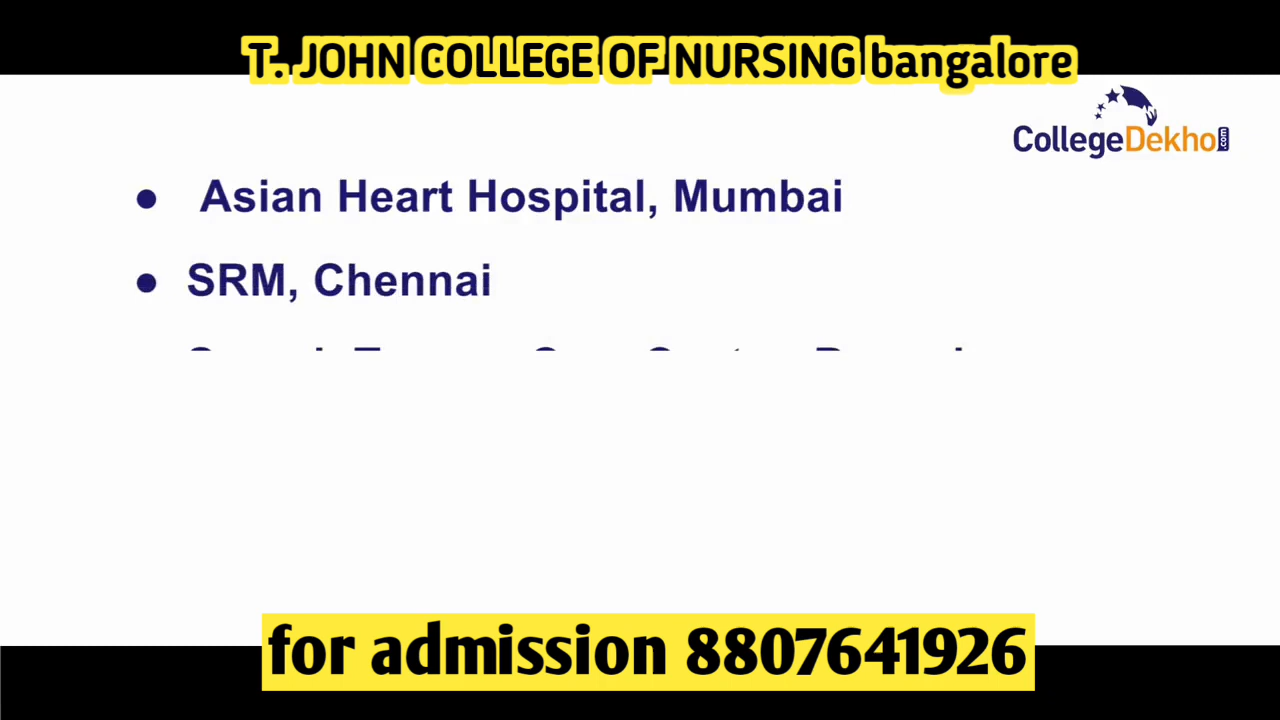 T. JOHN COLLEGE OF NURSING bangalore
CollegeDekho.com
● Asian Heart Hospital, Mumbai
● SRM, Chennai
for admission 8807641926